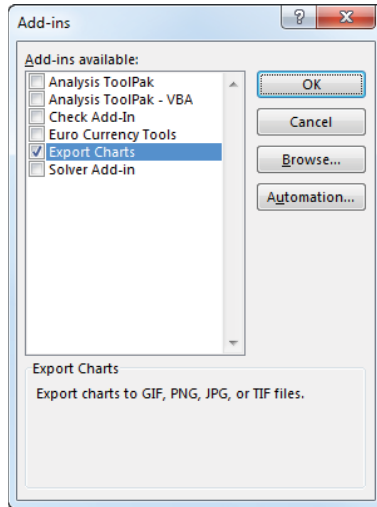 Add-ins
?
X
Add-ins available:
Analysis ToolPak
Analysis ToolPak - VBA
Check Add-In
Euro Currency Tools
Export Charts
Solver Add-in
OK
Cancel
Browse...
Automation...
Export Charts
Export charts to GIF, PNG, JPG, or TIF files.